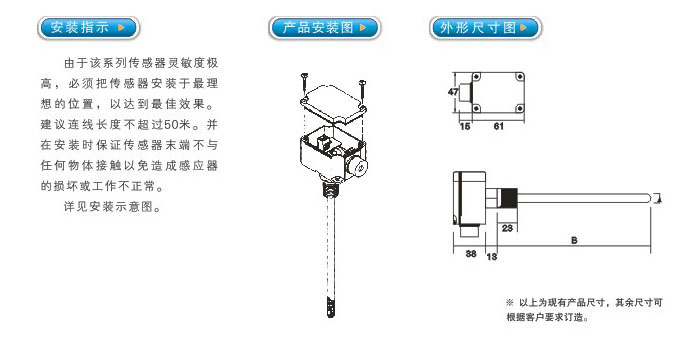 安装指示
由于该系列传感器灵敏度极
高，必须把传感器安装于最理
想的位置，以达到最佳效果。
建议连线长度不超过50米。并
在安装时保证传感器末端不与
任何物体接触以免造成感应器
的损坏或工作不正常。
详见安装示意图。
产品安装图
外形尺寸图
47
15
61
23
B
38
13
※ 以上为现有产品尺寸，其余尺寸可
根据客户要求订造。